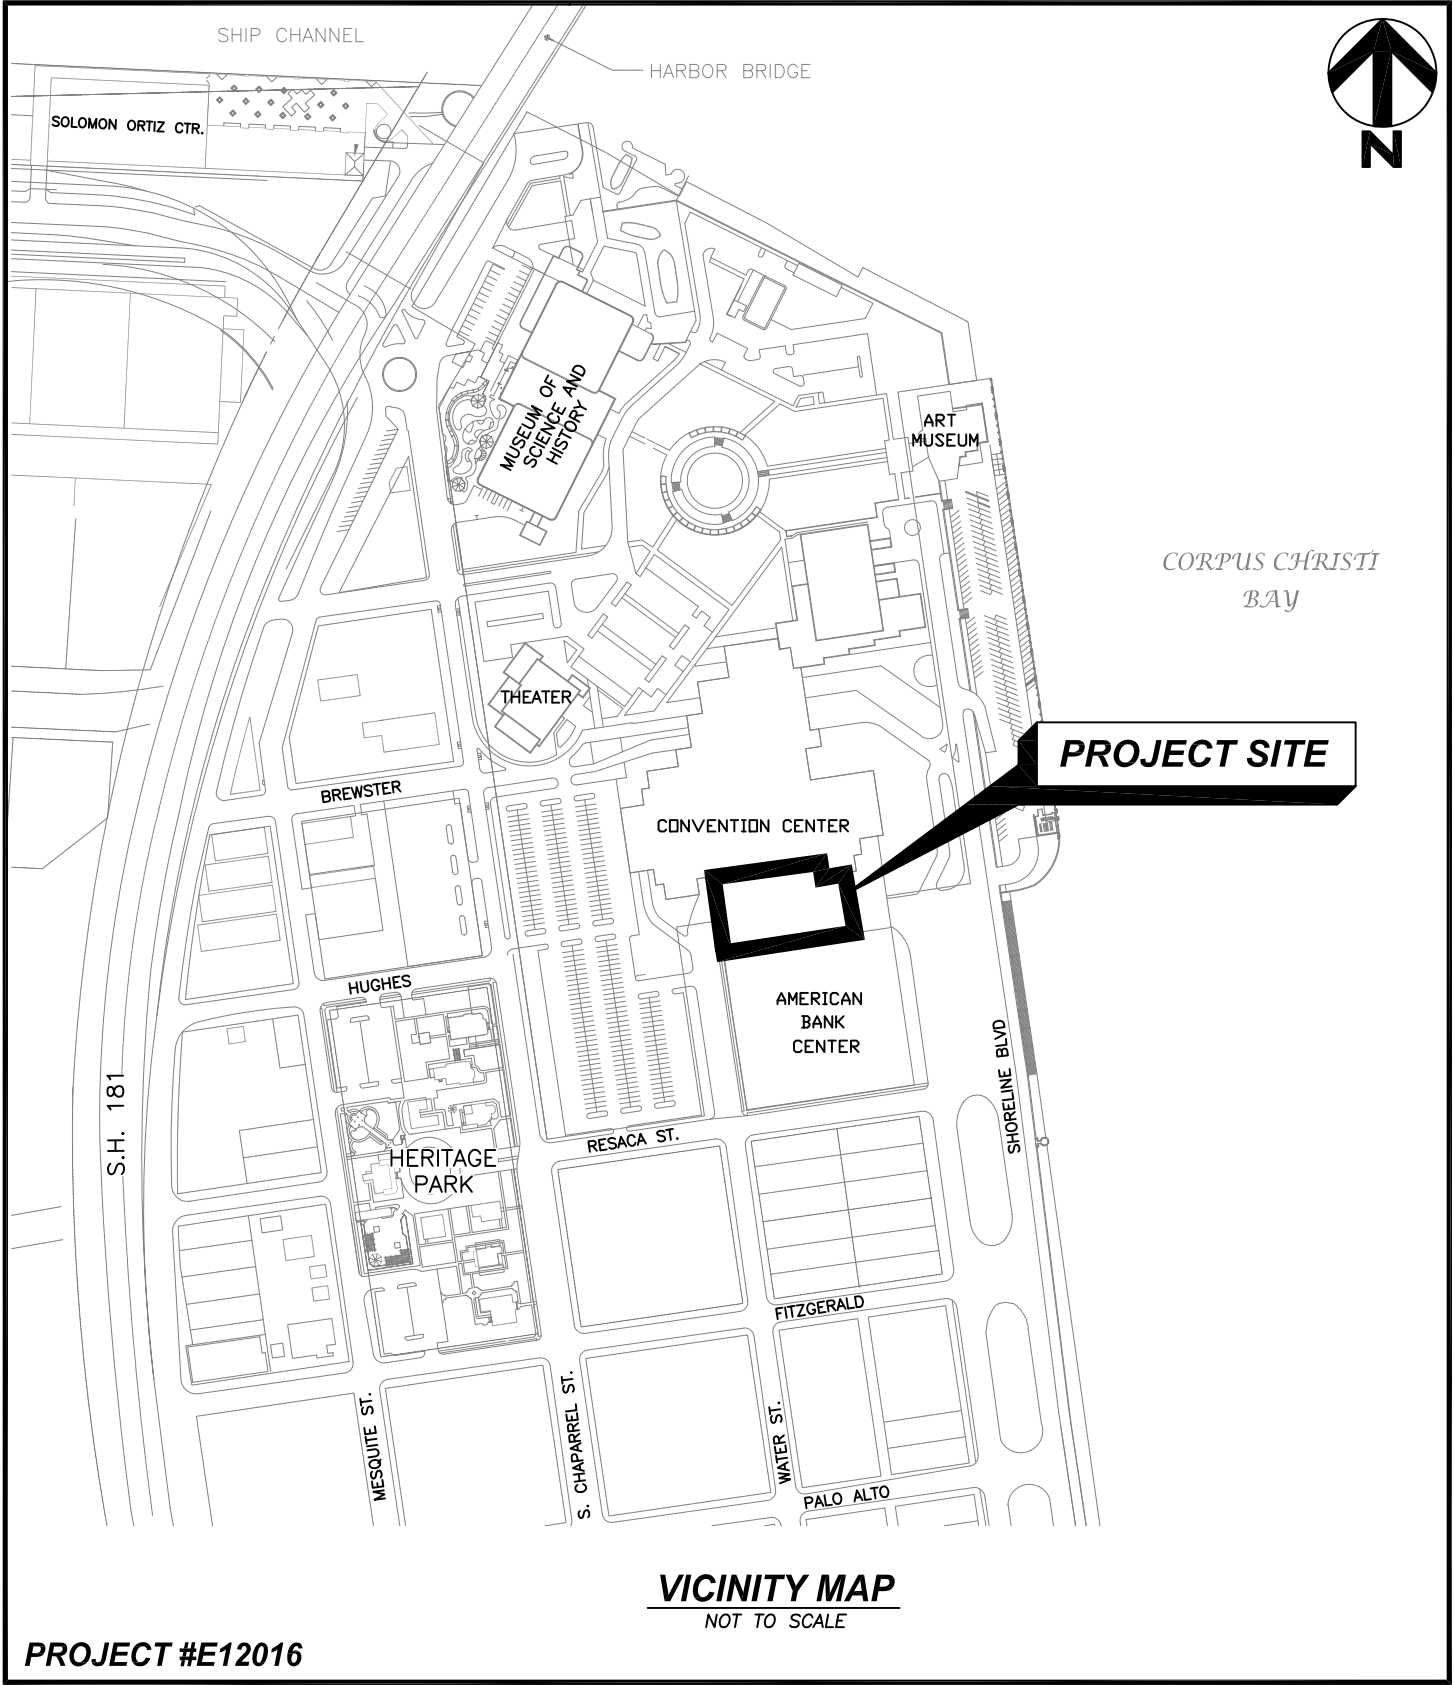 SHIP CHANNEL
HARBOR BRIDGE
SOLOMON ORTIZ CTR.
N
MUSEUM OF
SCIENCE AND
HISTORY
ART
MUSEUM
CORPUS CHRISTI
BAY
THEATER
PROJECT SITE
BREWSTER
CONVENTION CENTER
HUGHES
AMERICAN
BANK
CENTER
SHORELINE BLVD
S.H. 181
RESACA ST.
HERITAGE
PARK
FITZGERALD
MESQUITE ST.
S. CHAPARREL ST.
WATER ST.
PALO ALTO
VICINITY MAP
NOT TO SCALE
PROJECT #E12016